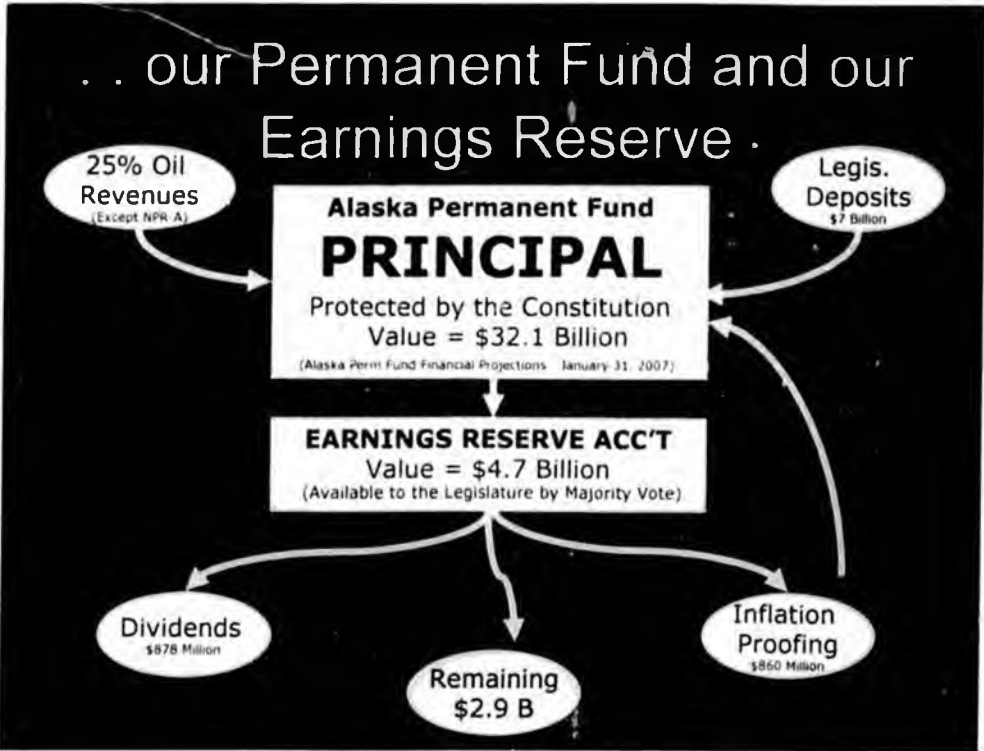 . . our Permanent Fund and our
Earnings Reserve .
25% Oil
Revenues
(Except NPR-A)
Legis.
Deposits
$7 Billion
Alaska Permanent Fund
PRINCIPAL
Protected by the Constitution
Value = $32.1 Billion
(Alaska Perm Fund Financial Projections January 31, 2007)
EARNINGS RESERVE ACC'T
Value = $4.7 Billion
(Available to the Legislature by Majority Vote)
Dividends
$878 Million
Remaining
$2.9 B
Inflation
Proofing
$860 Million